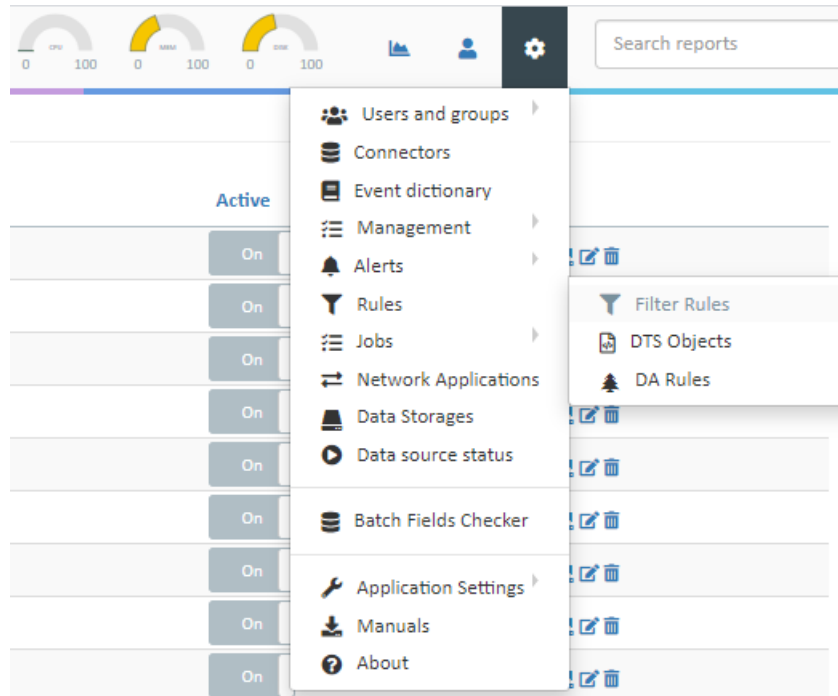 CPU
MEM
DISK
0 100
0 100
0 100
Search reports
Users and groups
Connectors
Event dictionary
Active
Management
On
Alerts
Rules
Filter Rules
On
Jobs
DTS Objects
On
Network Applications
DA Rules
Data Storages
On
Data source status
On
Batch Fields Checker
On
On
Application Settings
Manuals
On
About
On